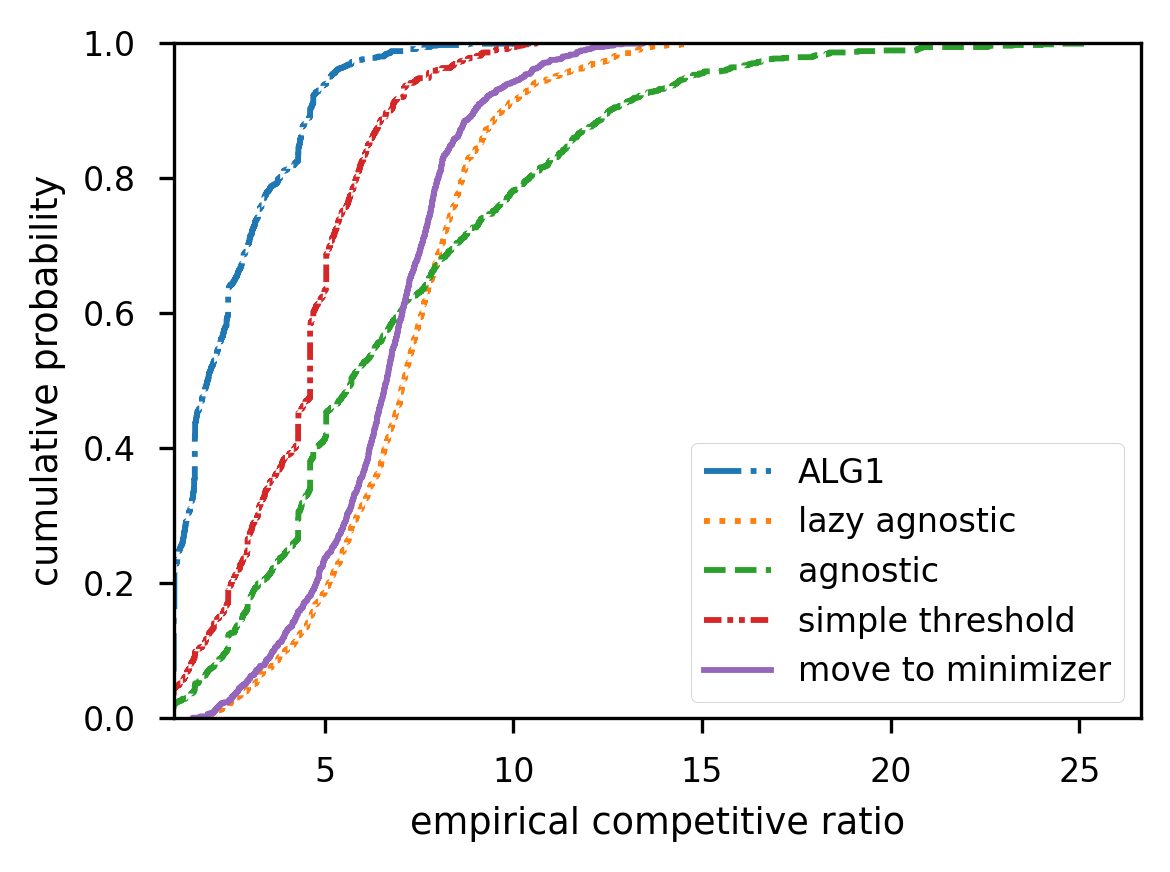 1.0
0.8
0.6
0.4
0.2
0.0
cumulative probability
ALG1
lazy agnostic
agnostic
simple threshold
move to minimizer
5 10 15 20 25
empirical competitive ratio